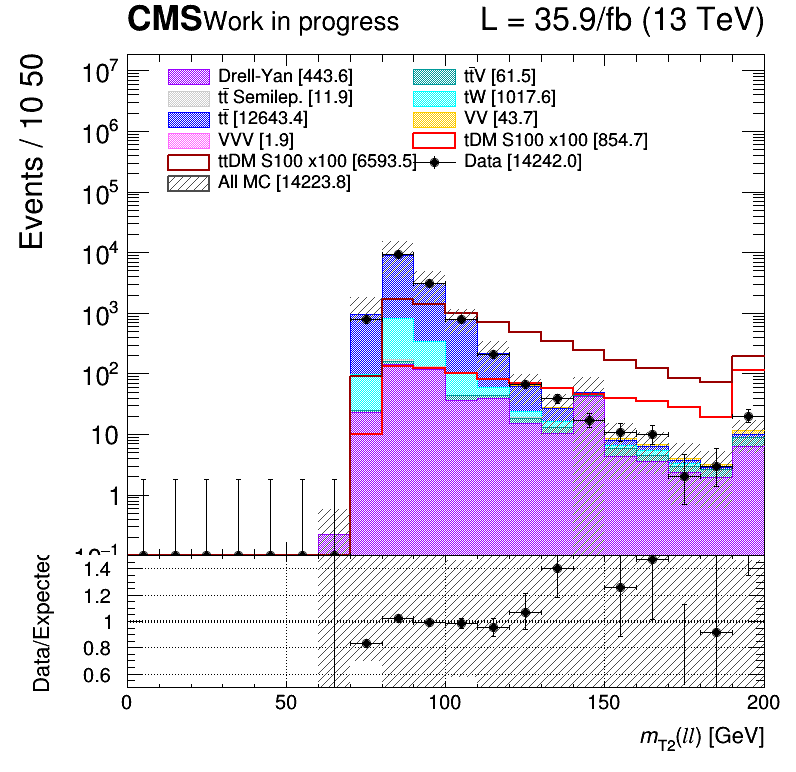 CMS Work in progress L = 35.9/fb (13 TeV)
Events / 10 50
Drell-Yan [443.6] tt̄V [61.5]
tt̄ Semilep. [11.9] tW [1017.6]
tt̄ [12643.4] VV [43.7]
VVV [1.9] tDM S100 x100 [854.7]
ttDM S100 x100 [6593.5] Data [14242.0]
All MC [14223.8]
10⁷
10⁶
10⁵
10⁴
10³
10²
10
1
10⁻¹
Data/Expected
1.4
1.2
1
0.8
0.6
0 50 100 150 200
m_T2(ll) [GeV]